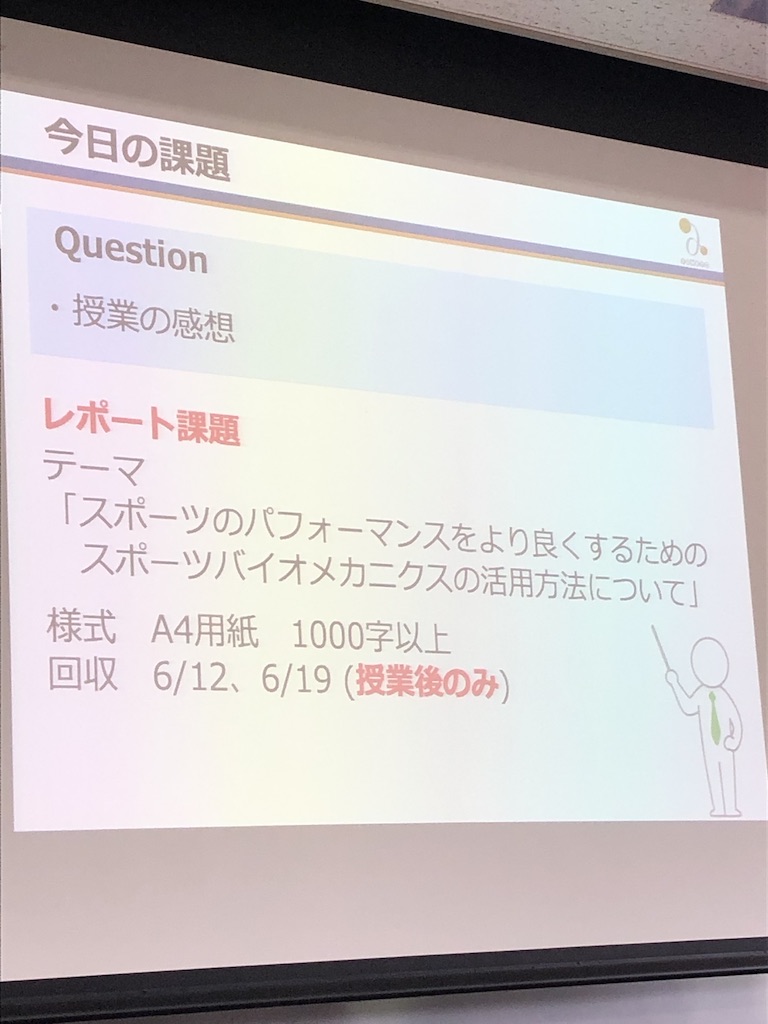 今日の課題
Question
・授業の感想
レポート課題
テーマ
「スポーツのパフォーマンスをより良くするための
スポーツバイオメカニクスの活用方法について」
様式　A4用紙　1000字以上
回収　6/12、6/19 (授業後のみ)